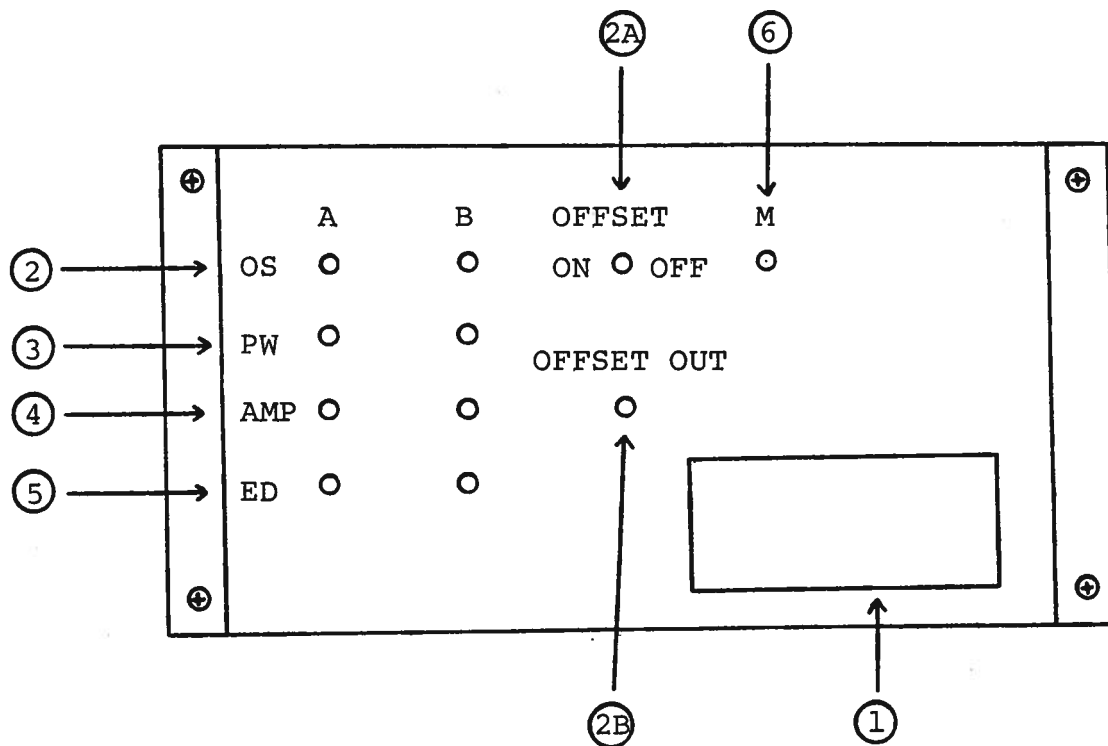 2A 6
A B OFFSET M
2 OS ON OFF
3 PW
OFFSET OUT
4 AMP
5 ED
2B 1